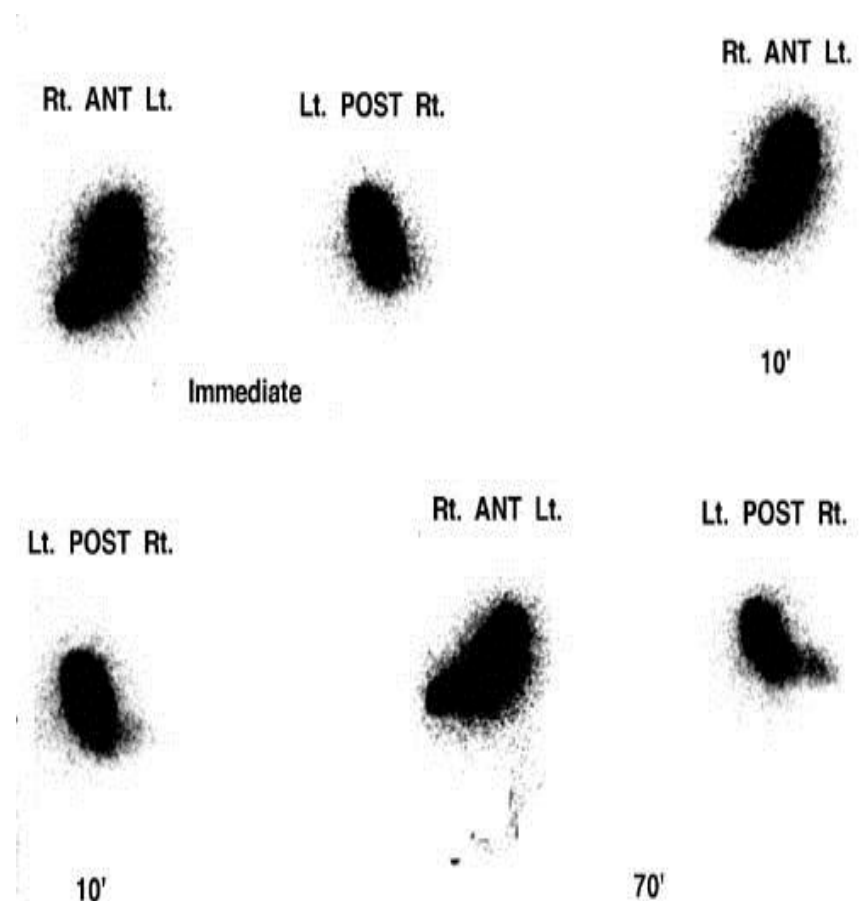 Rt. ANT Lt.
Lt. POST Rt.
Rt. ANT Lt.
Immediate
10'
Lt. POST Rt.
Rt. ANT Lt.
Lt. POST Rt.
10'
70'